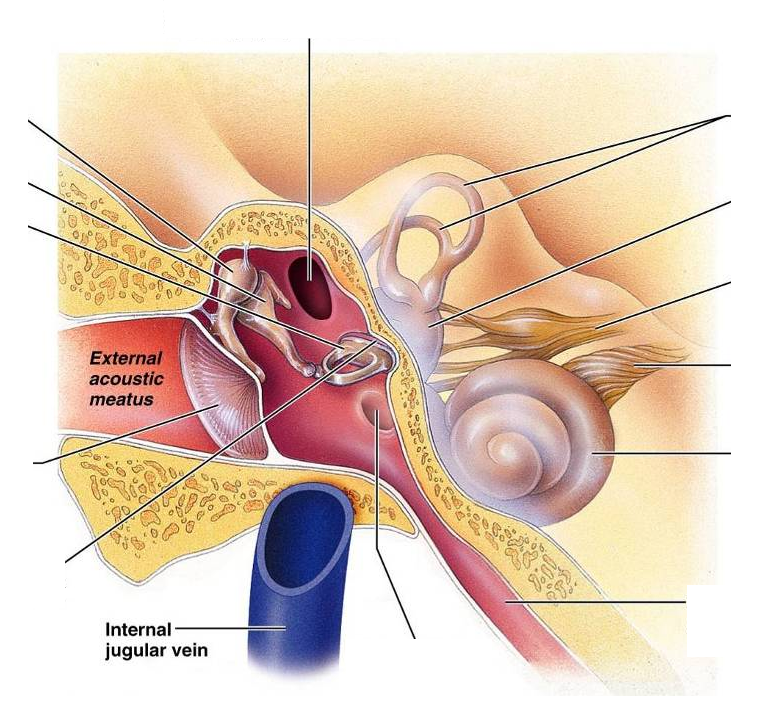 External
acoustic
meatus
Internal
jugular vein